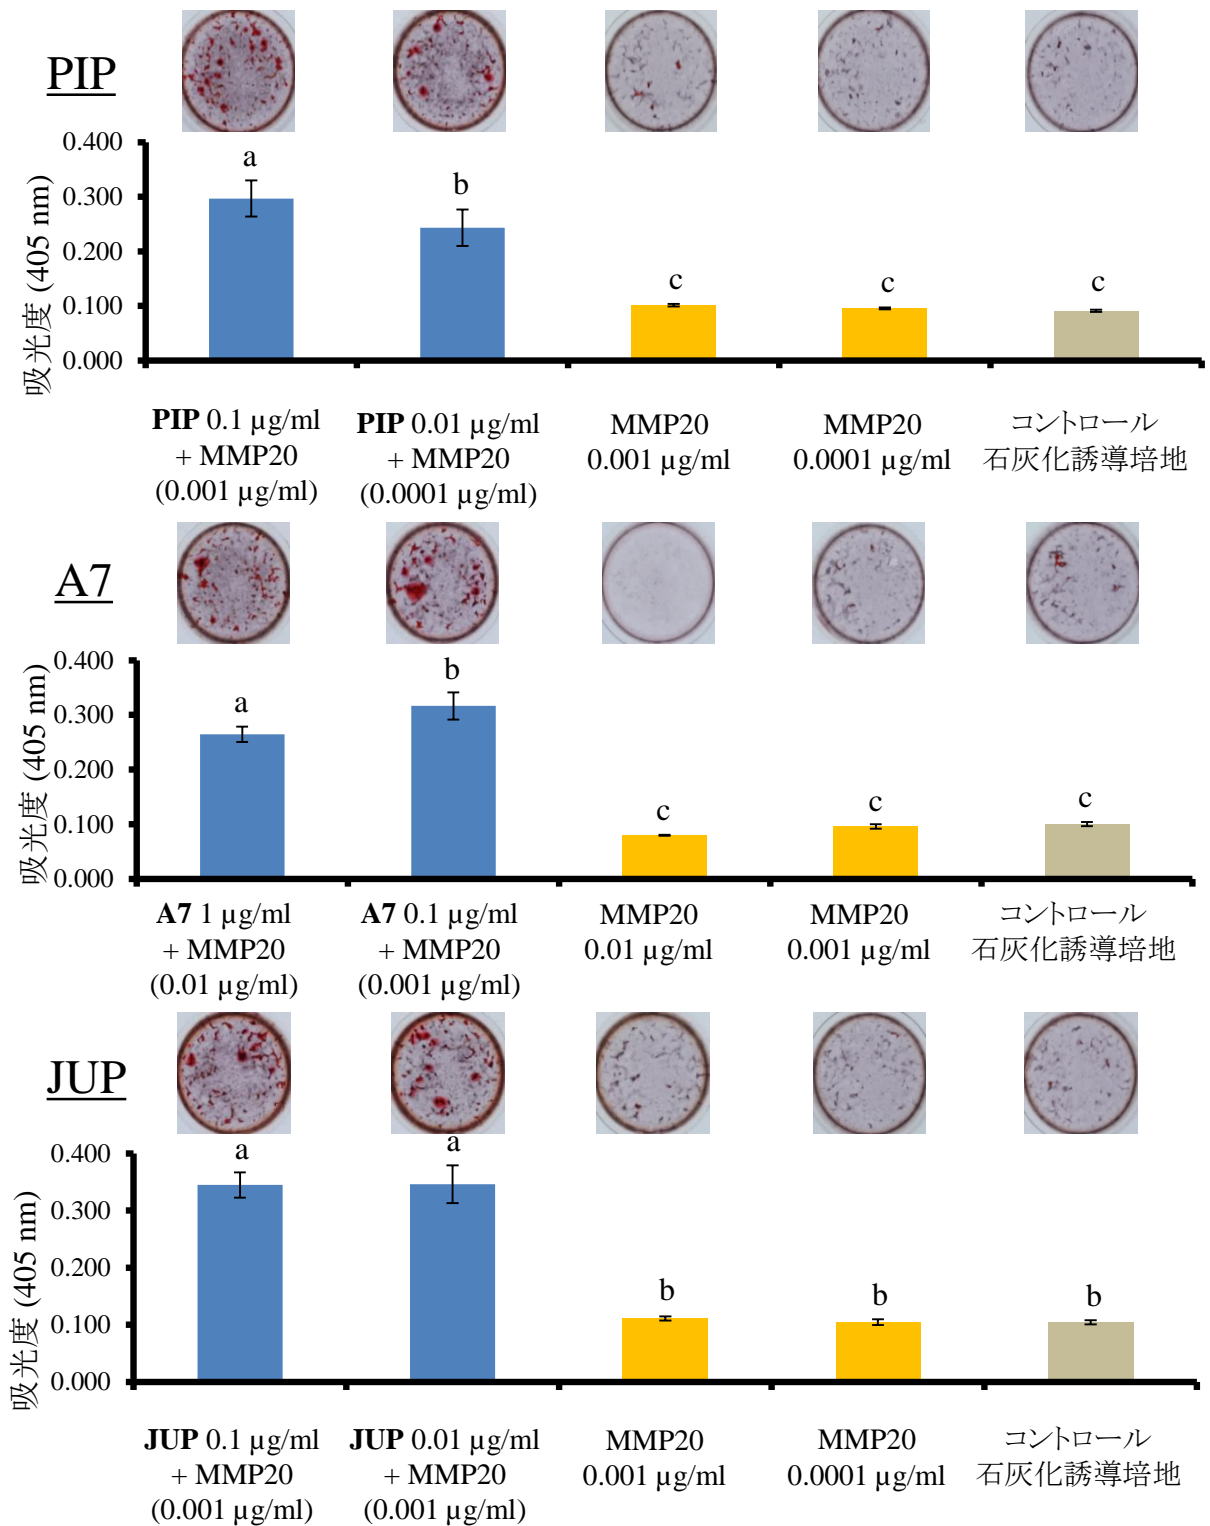 PIP
吸光度 (405 nm)
0.400
0.300
0.200
0.100
0.000
a
b
c
c
c
PIP 0.1 µg/ml
+ MMP20
(0.001 µg/ml)
PIP 0.01 µg/ml
+ MMP20
(0.0001 µg/ml)
MMP20
0.001 µg/ml
MMP20
0.0001 µg/ml
コントロール
石灰化誘導培地
A7
吸光度 (405 nm)
0.400
0.300
0.200
0.100
0.000
a
b
c
c
c
A7 1 µg/ml
+ MMP20
(0.01 µg/ml)
A7 0.1 µg/ml
+ MMP20
(0.001 µg/ml)
MMP20
0.01 µg/ml
MMP20
0.001 µg/ml
コントロール
石灰化誘導培地
JUP
吸光度 (405 nm)
0.400
0.300
0.200
0.100
0.000
a
a
b
b
b
JUP 0.1 µg/ml
+ MMP20
(0.001 µg/ml)
JUP 0.01 µg/ml
+ MMP20
(0.001 µg/ml)
MMP20
0.001 µg/ml
MMP20
0.0001 µg/ml
コントロール
石灰化誘導培地